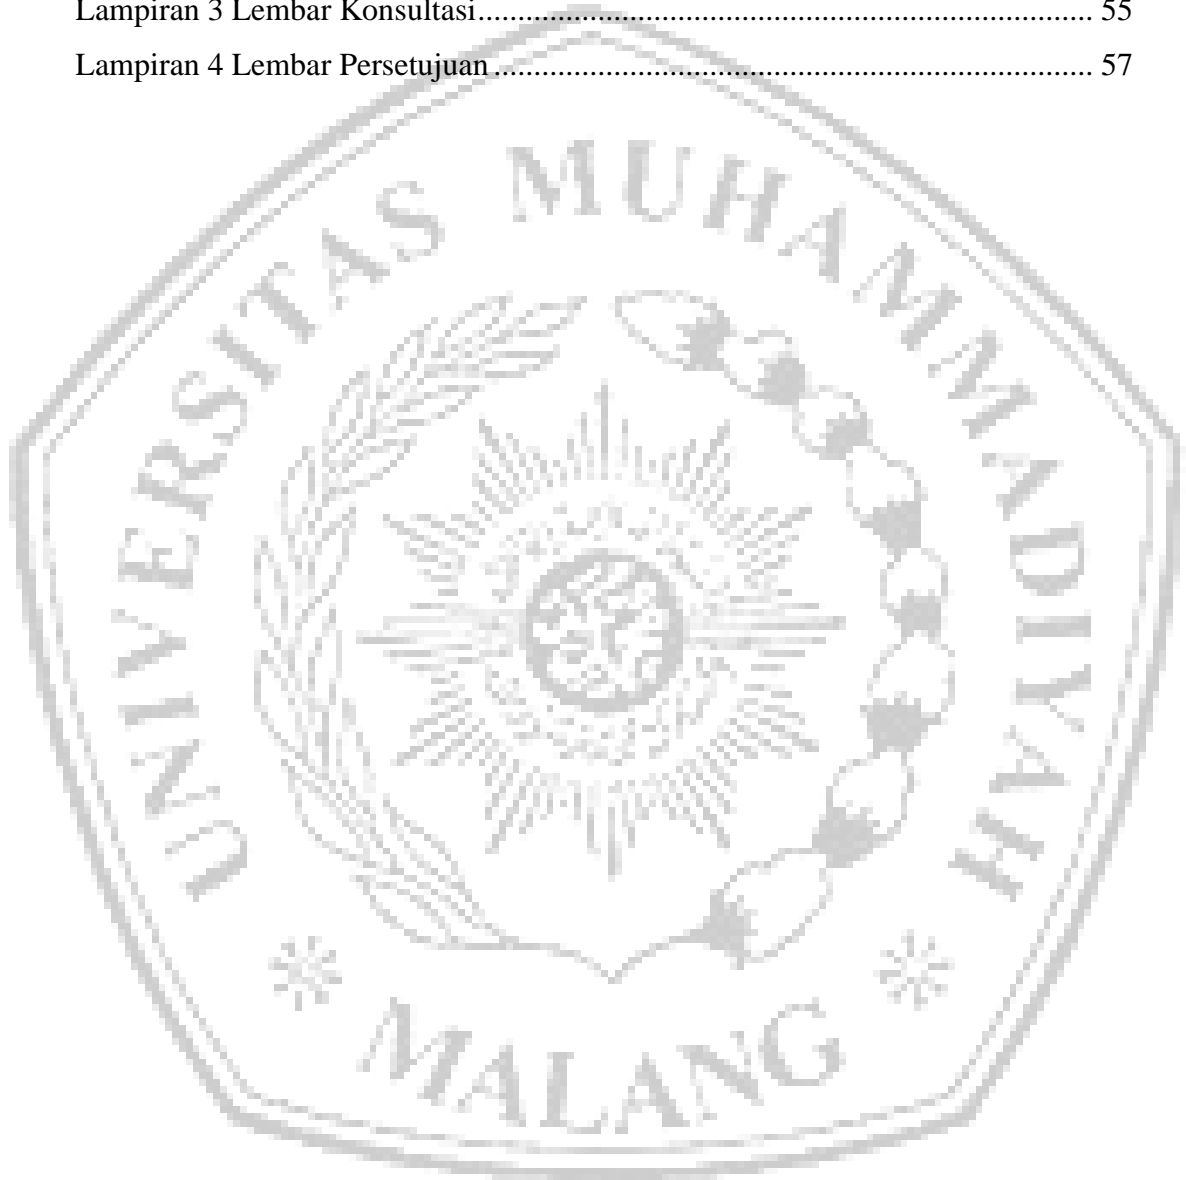 Lampiran 3 Lembar Konsultasi.......................................................................... 55
Lampiran 4 Lembar Persetujuan ........................................................................ 57
UNIVERSITAS MUHAMMADIYAH
MALANG